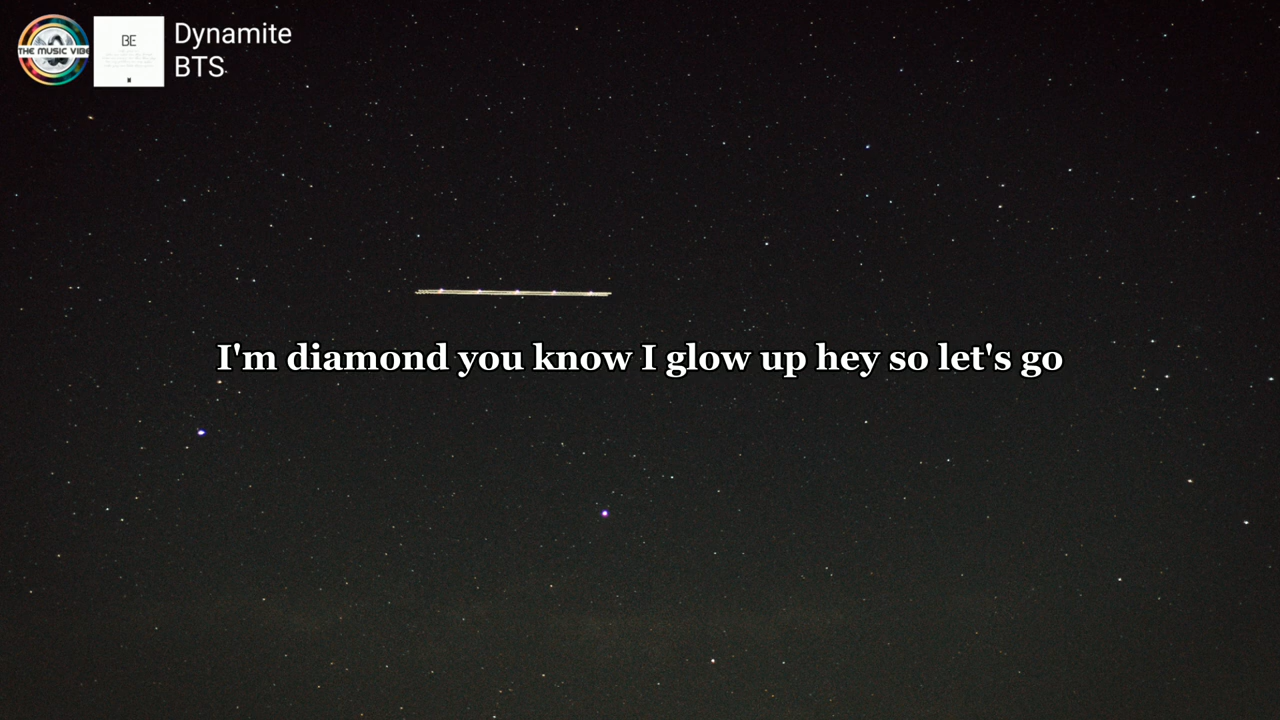 THE MUSIC VIBE
BE
Dynamite
BTS
I'm diamond you know I glow up hey so let's go